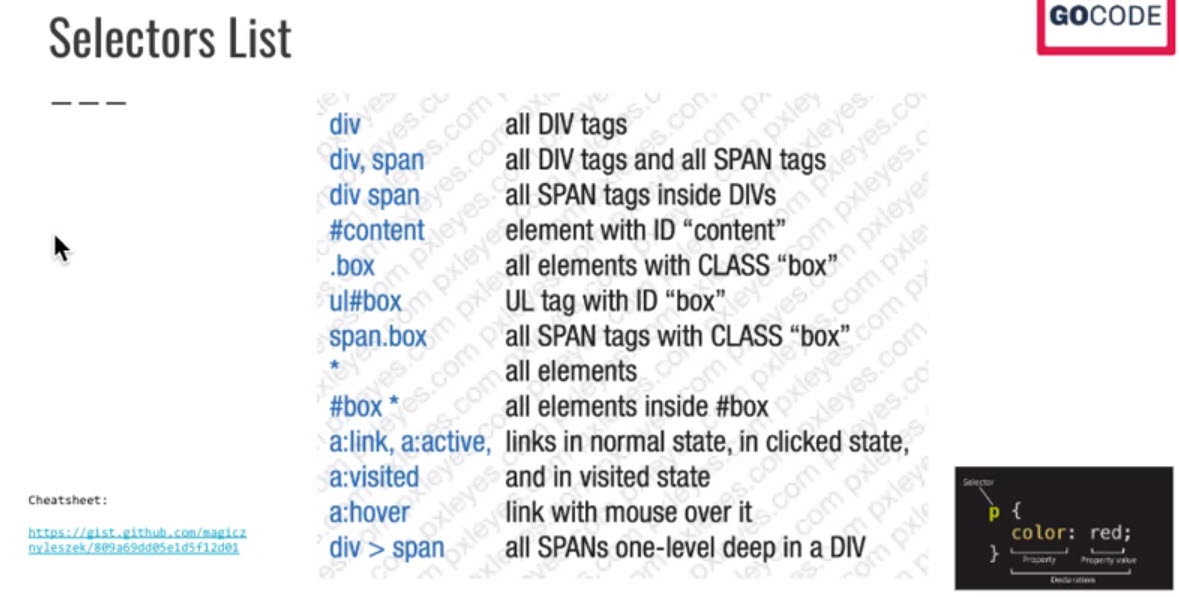 Selectors List
GOCODE
div all DIV tags
div, span all DIV tags and all SPAN tags
div span all SPAN tags inside DIVs
#content element with ID “content”
.box all elements with CLASS “box”
ul#box UL tag with ID “box”
span.box all SPAN tags with CLASS “box”
* all elements
#box * all elements inside #box
a:link, a:active, links in normal state, in clicked state,
a:visited and in visited state
a:hover link with mouse over it
div > span all SPANs one-level deep in a DIV
Cheatsheet:
https://gist.github.com/magicz
nyleszek/809a69dd05e1d5f12d01
Selector
p {
color: red;
}
Property Property value
Declaration